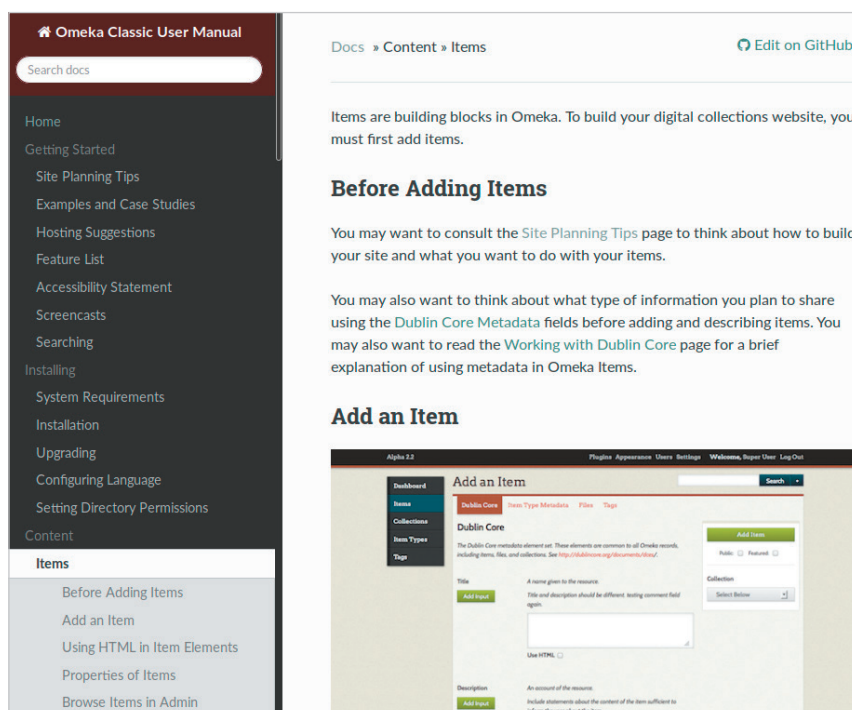 Omeka Classic User Manual
Search docs
Home
Getting Started
Site Planning Tips
Examples and Case Studies
Hosting Suggestions
Feature List
Accessibility Statement
Screencasts
Searching
Installing
System Requirements
Installation
Upgrading
Configuring Language
Setting Directory Permissions
Content
Items
Before Adding Items
Add an Item
Using HTML in Item Elements
Properties of Items
Browse Items in Admin
Docs » Content » Items
Edit on GitHub
Items are building blocks in Omeka. To build your digital collections website, you
must first add items.
Before Adding Items
You may want to consult the Site Planning Tips page to think about how to build
your site and what you want to do with your items.
You may also want to think about what type of information you plan to share
using the Dublin Core Metadata fields before adding and describing items. You
may also want to read the Working with Dublin Core page for a brief
explanation of using metadata in Omeka Items.
Add an Item
Alpha 2.2
Plugins Appearance Users Settings Welcome, Super User Log Out
Dashboard
Items
Collections
Item Types
Tags
Add an Item
Search
Dublin Core Item Type Metadata Files Tags
Dublin Core
The Dublin Core metadata element set. These elements are common to all Omeka records,
including items, files, and collections. See http://dublincore.org/documents/dces/.
Add Item
Public: Featured:
Collection
Select Below
Title
Add Input
A name given to the resource.
Title and description should be different. testing comment field
again.
Use HTML
Description
Add Input
An account of the resource.
Include statements about the content of the item sufficient to